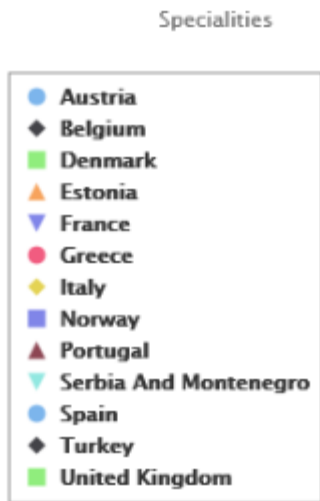 Specialities
Austria
Belgium
Denmark
Estonia
France
Greece
Italy
Norway
Portugal
Serbia And Montenegro
Spain
Turkey
United Kingdom